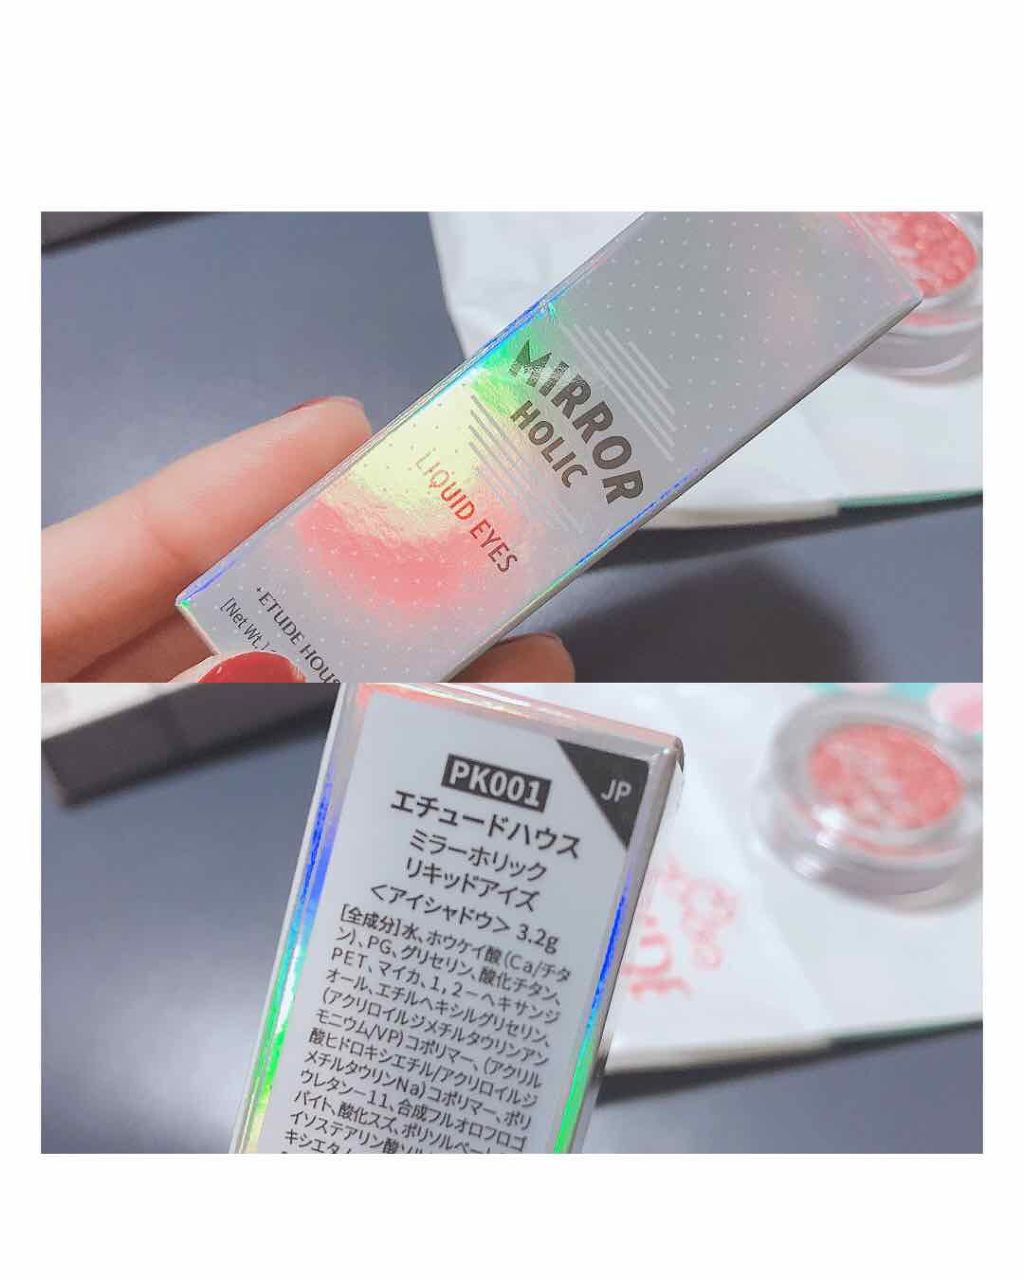 MiRROR
HOLIC
LIQUID EYES
ETUDE
[Net Wt.
PK001
JP
エチュードハウス
ミラーホリック
リキッドアイズ
<アイシャドウ> 3.2g
[全成分]水、ホウケイ酸(Ca/チタ
ン)、PG、グリセリン、酸化チタン、
PET、マイカ、1,2－ヘキサンジ
オール、エチルヘキシルグリセリン、
(アクリロイルジメチルタウリンアン
モニウム/VP)コポリマー、(アクリル
酸ヒドロキシエチル/アクリロイルジ
メチルタウリンNa)コポリマー、ポリ
ウレタン－11、合成フルオロフロゴ
パイト、酸化スズ、ポリソルベー
イソステアリン酸ソル
キシエタ